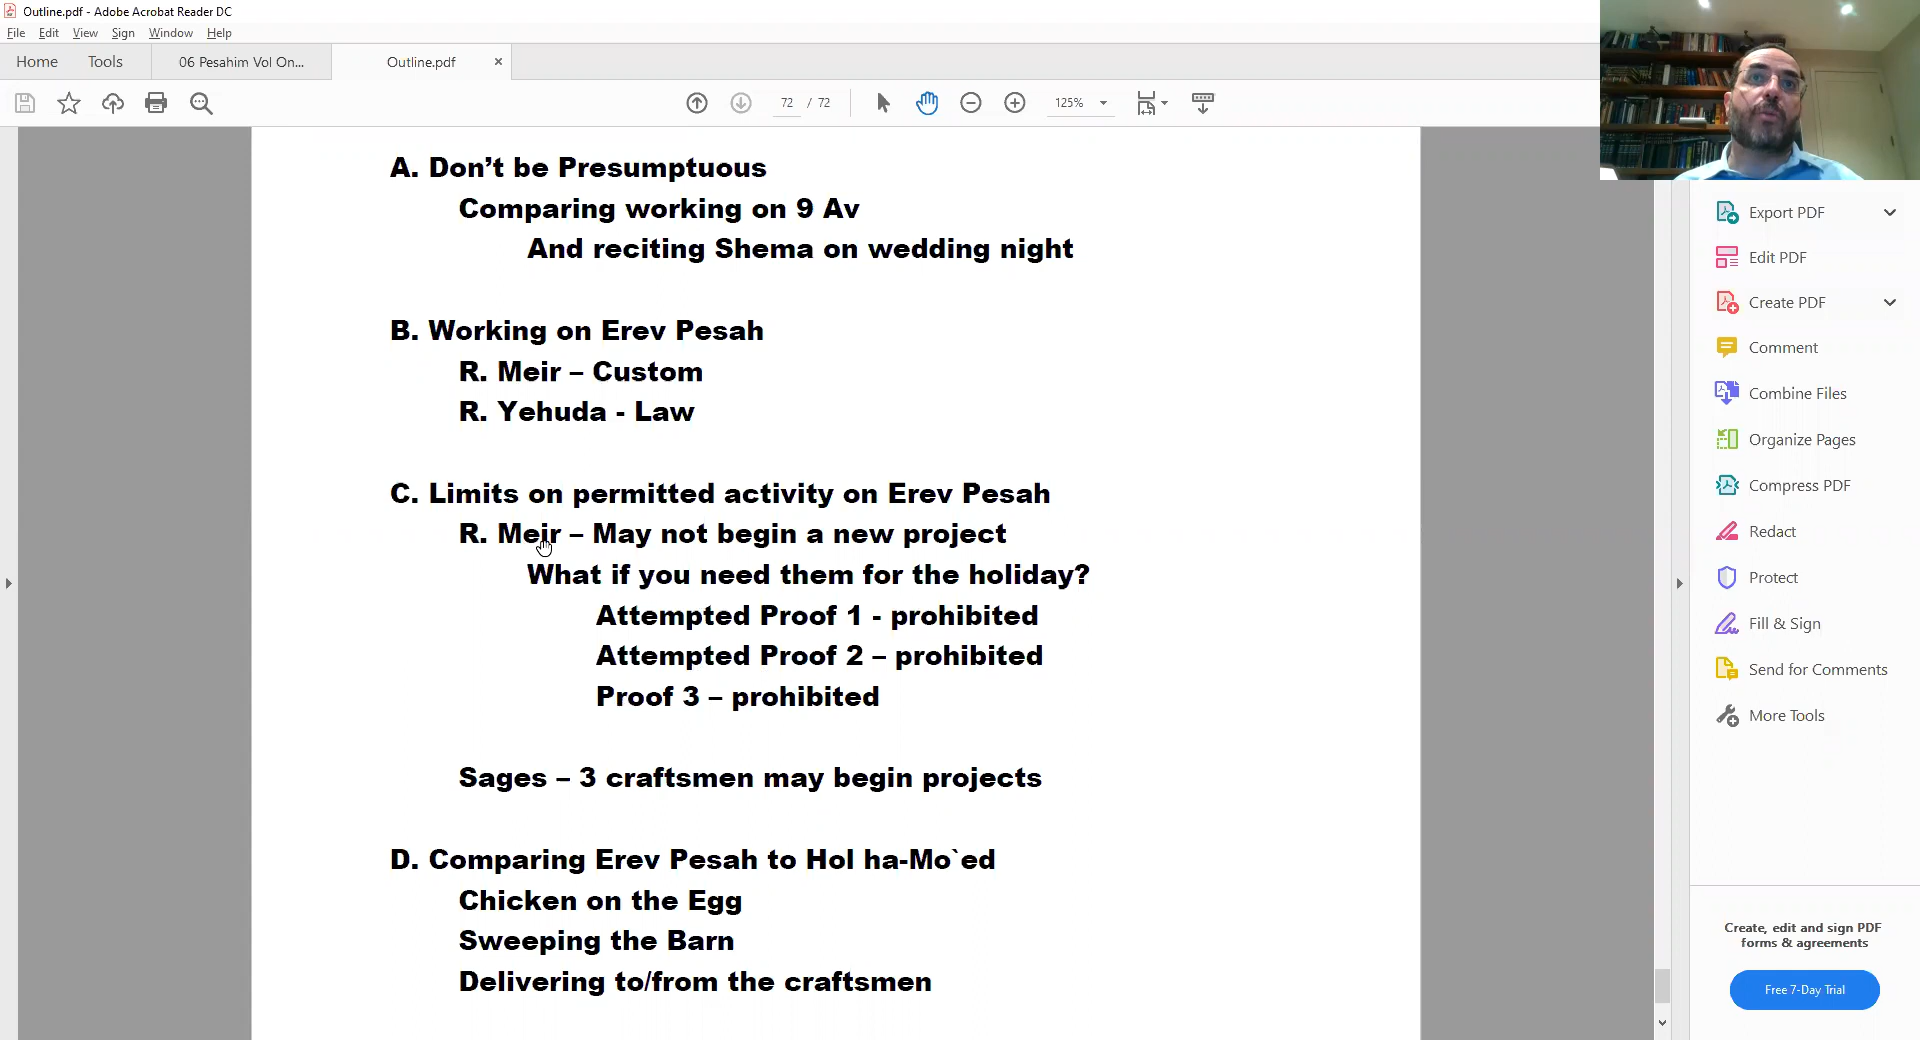 Outline.pdf - Adobe Acrobat Reader DC
File Edit View Sign Window Help
Home Tools 06 Pesahim Vol On... Outline.pdf ×
72 / 72 125%
A. Don’t be Presumptuous
Comparing working on 9 Av
And reciting Shema on wedding night
B. Working on Erev Pesah
R. Meir – Custom
R. Yehuda - Law
C. Limits on permitted activity on Erev Pesah
R. Meir – May not begin a new project
What if you need them for the holiday?
Attempted Proof 1 - prohibited
Attempted Proof 2 – prohibited
Proof 3 – prohibited
Sages – 3 craftsmen may begin projects
D. Comparing Erev Pesah to Hol ha-Mo`ed
Chicken on the Egg
Sweeping the Barn
Delivering to/from the craftsmen
Export PDF
Edit PDF
Create PDF
Comment
Combine Files
Organize Pages
Compress PDF
Redact
Protect
Fill & Sign
Send for Comments
More Tools
Create, edit and sign PDF
forms & agreements
Free 7-Day Trial